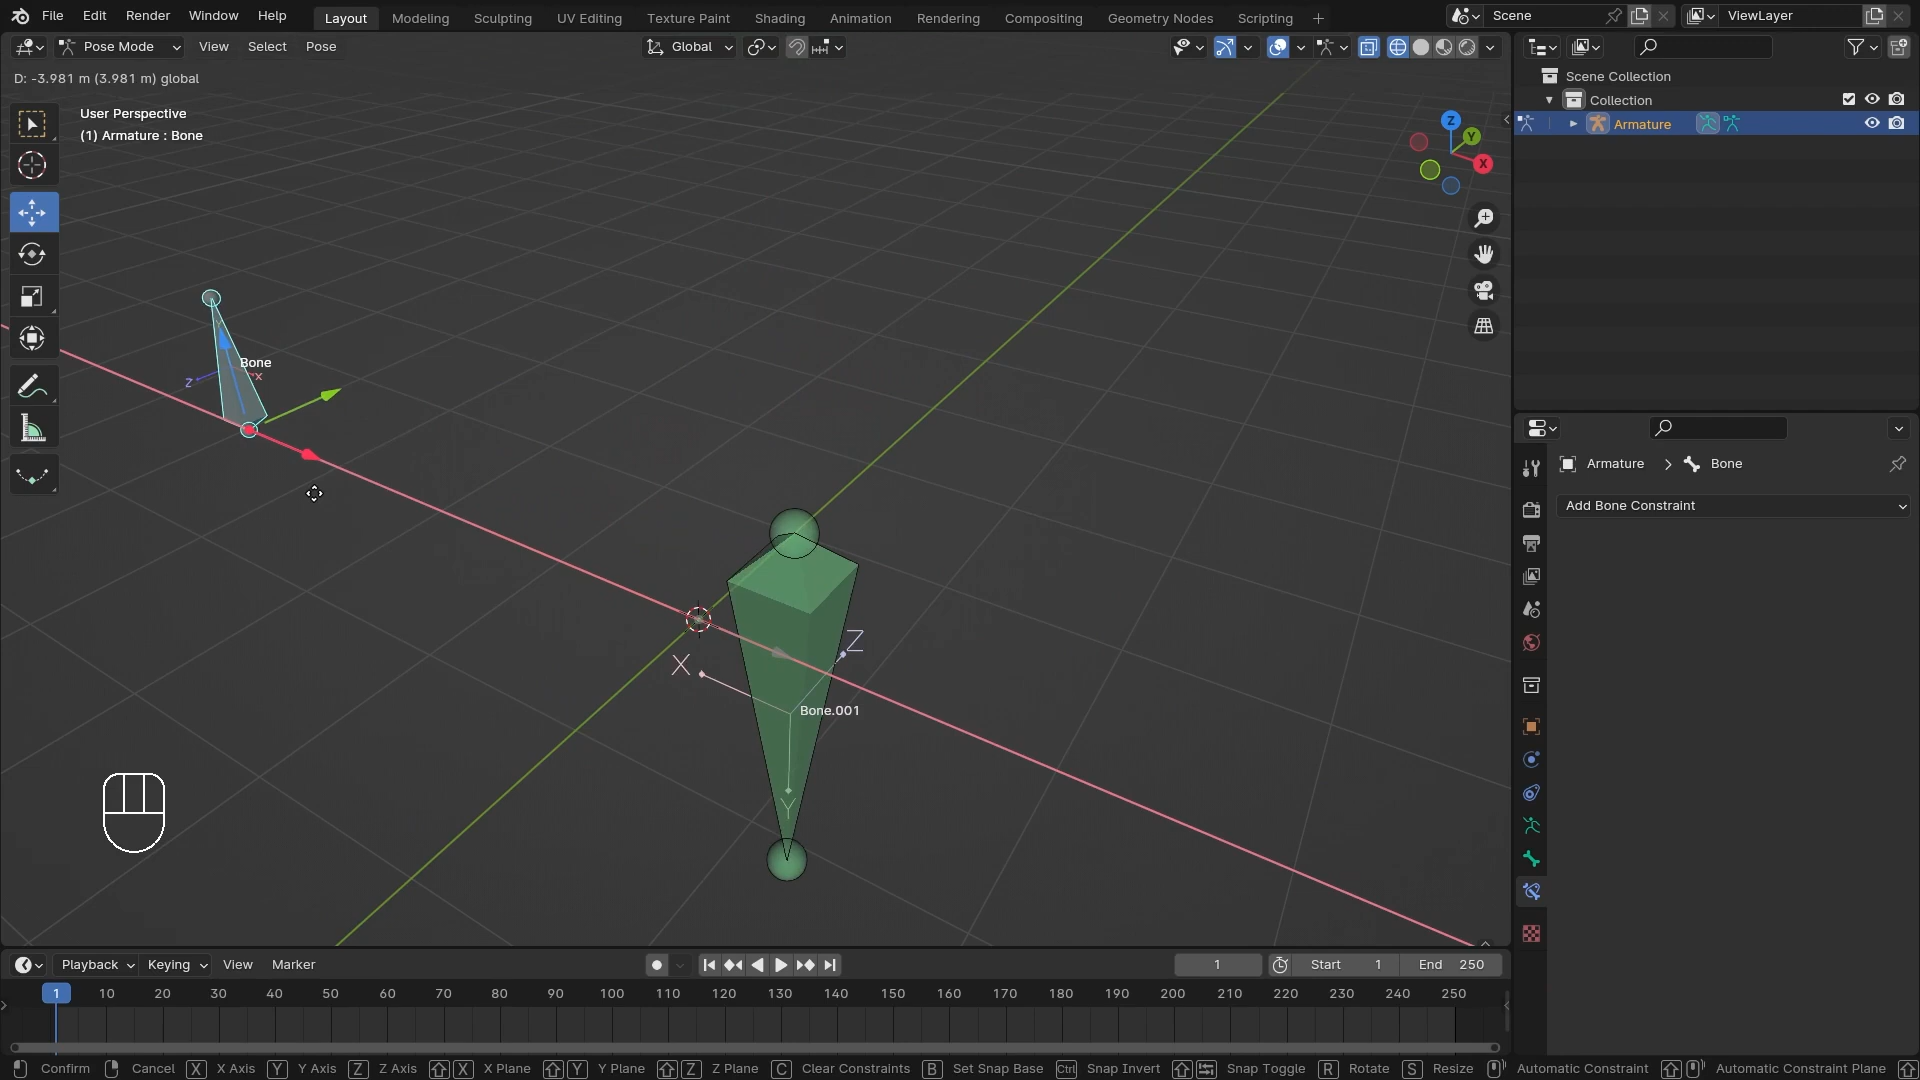 File Edit Render Window Help Layout Modeling Sculpting UV Editing Texture Paint Shading Animation Rendering Compositing Geometry Nodes Scripting Scene ViewLayer
Pose Mode View Select Pose Global
D: -3.981 m (3.981 m) global
User Perspective
(1) Armature : Bone
Scene Collection
Collection
Armature
Z
Y
X
Bone
Z
X
Armature Bone
Add Bone Constraint
X
Z
Bone.001
Y
Playback Keying View Marker 1 Start 1 End 250
1 10 20 30 40 50 60 70 80 90 100 110 120 130 140 150 160 170 180 190 200 210 220 230 240 250
Confirm Cancel X X Axis Y Y Axis Z Z Axis X X Plane Y Y Plane Z Z Plane C Clear Constraints B Set Snap Base Ctrl Snap Invert Snap Toggle R Rotate S Resize Automatic Constraint Automatic Constraint Plane